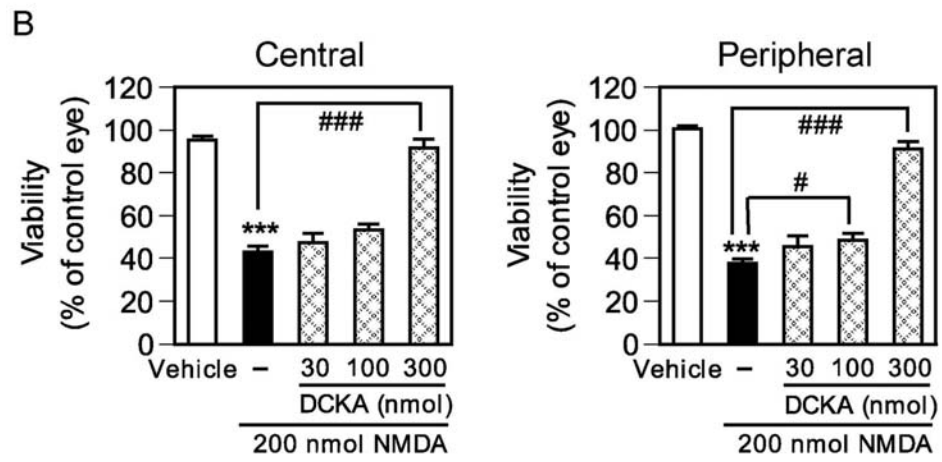 B
Central
Viability
(% of control eye)
120
100
80
60
40
20
0
***
###
Vehicle – 30 100 300
DCKA (nmol)
200 nmol NMDA
Peripheral
Viability
(% of control eye)
120
100
80
60
40
20
0
***
#
###
Vehicle – 30 100 300
DCKA (nmol)
200 nmol NMDA